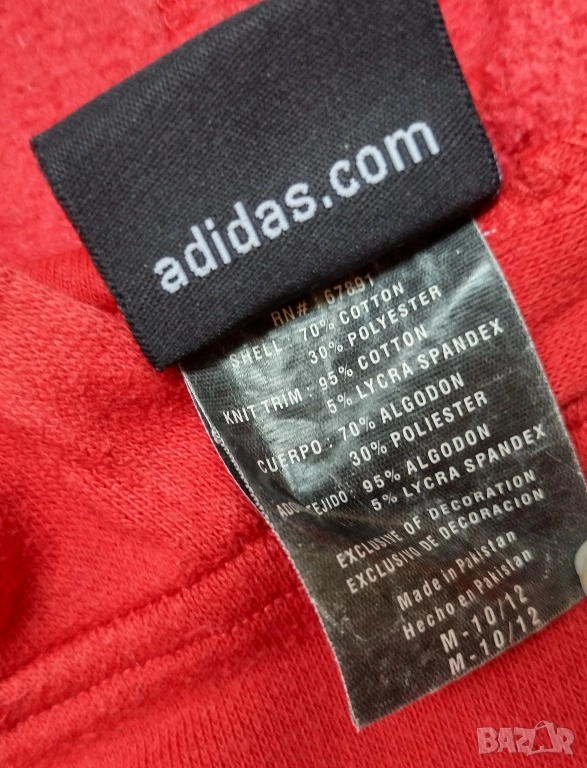 adidas.com
RN# 67891
SHELL : 70% COTTON
30% POLYESTER
KNIT TRIM : 95% COTTON
5% LYCRA SPANDEX
CUERPO : 70% ALGODON
30% POLIESTER
TEJIDO : 95% ALGODON
5% LYCRA SPANDEX
EXCLUSIVE OF DECORATION
EXCLUSIVO DE DECORACION
Made in Pakistan
Hecho en Pakistan
M - 10/12
M - 10/12
BAZAR